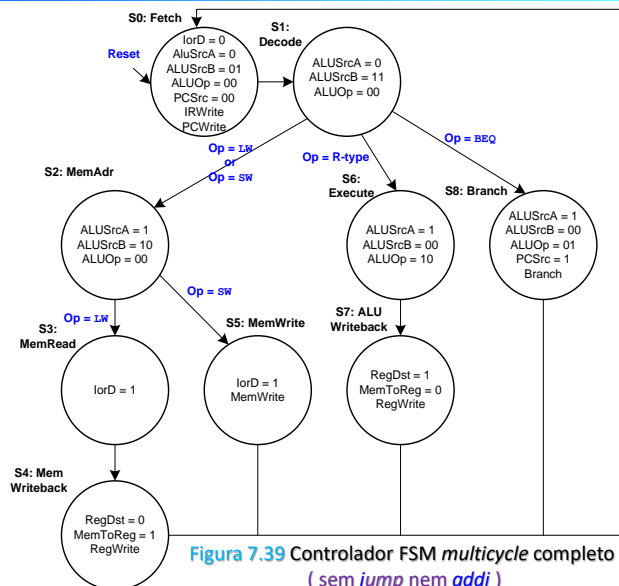 S0: Fetch
IorD = 0
AluSrcA = 0
ALUSrcB = 01
ALUOp = 00
PCSrc = 00
IRWrite
PCWrite
Reset
S1:
Decode
ALUSrcA = 0
ALUSrcB = 11
ALUOp = 00
Op = LW
or
Op = SW
Op = R-type
Op = BEQ
S2: MemAdr
ALUSrcA = 1
ALUSrcB = 10
ALUOp = 00
S6:
Execute
ALUSrcA = 1
ALUSrcB = 00
ALUOp = 10
S8: Branch
ALUSrcA = 1
ALUSrcB = 00
ALUOp = 01
PCSrc = 1
Branch
Op = LW
Op = SW
S3:
MemRead
IorD = 1
S5: MemWrite
IorD = 1
MemWrite
S7: ALU
Writeback
RegDst = 1
MemToReg = 0
RegWrite
S4: Mem
Writeback
RegDst = 0
MemToReg = 1
RegWrite
Figura 7.39 Controlador FSM multicycle completo
( sem jump nem addi )